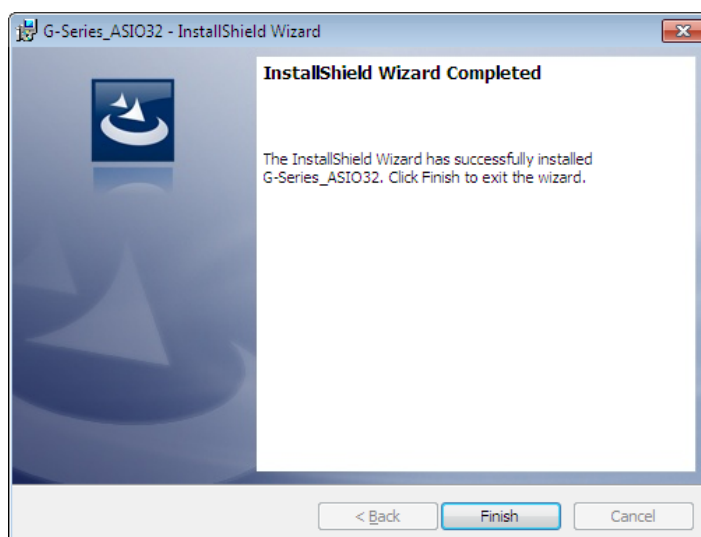 G-Series_ASIO32 - InstallShield Wizard
InstallShield Wizard Completed
The InstallShield Wizard has successfully installed
G-Series_ASIO32. Click Finish to exit the wizard.
< Back
Finish
Cancel